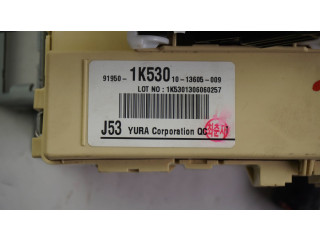 91950- 1K530 10-13605-009
LOT NO : 1K5301306060257
J53 YURA Corporation QC